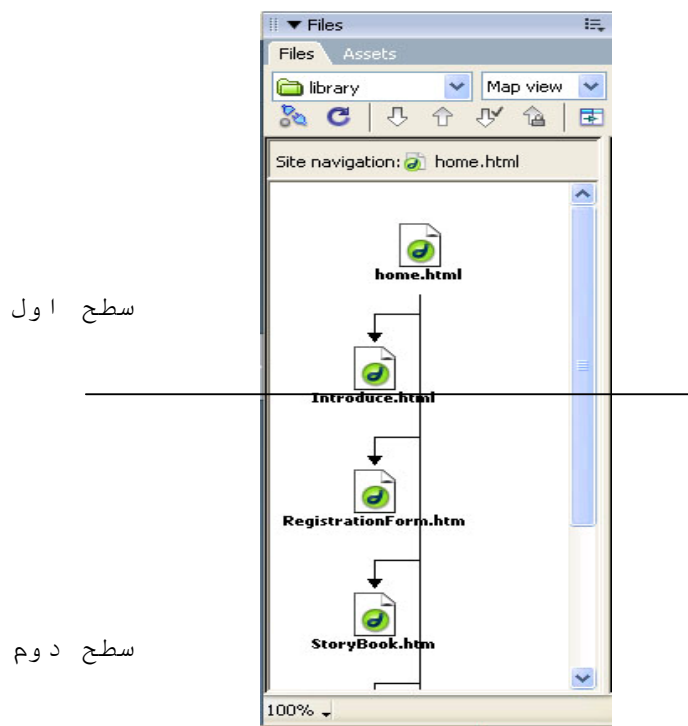 Files
Files Assets
library Map view
Site navigation: home.html
home.html
سطح اول
Introduce.html
RegistrationForm.htm
StoryBook.htm
سطح دوم
100%